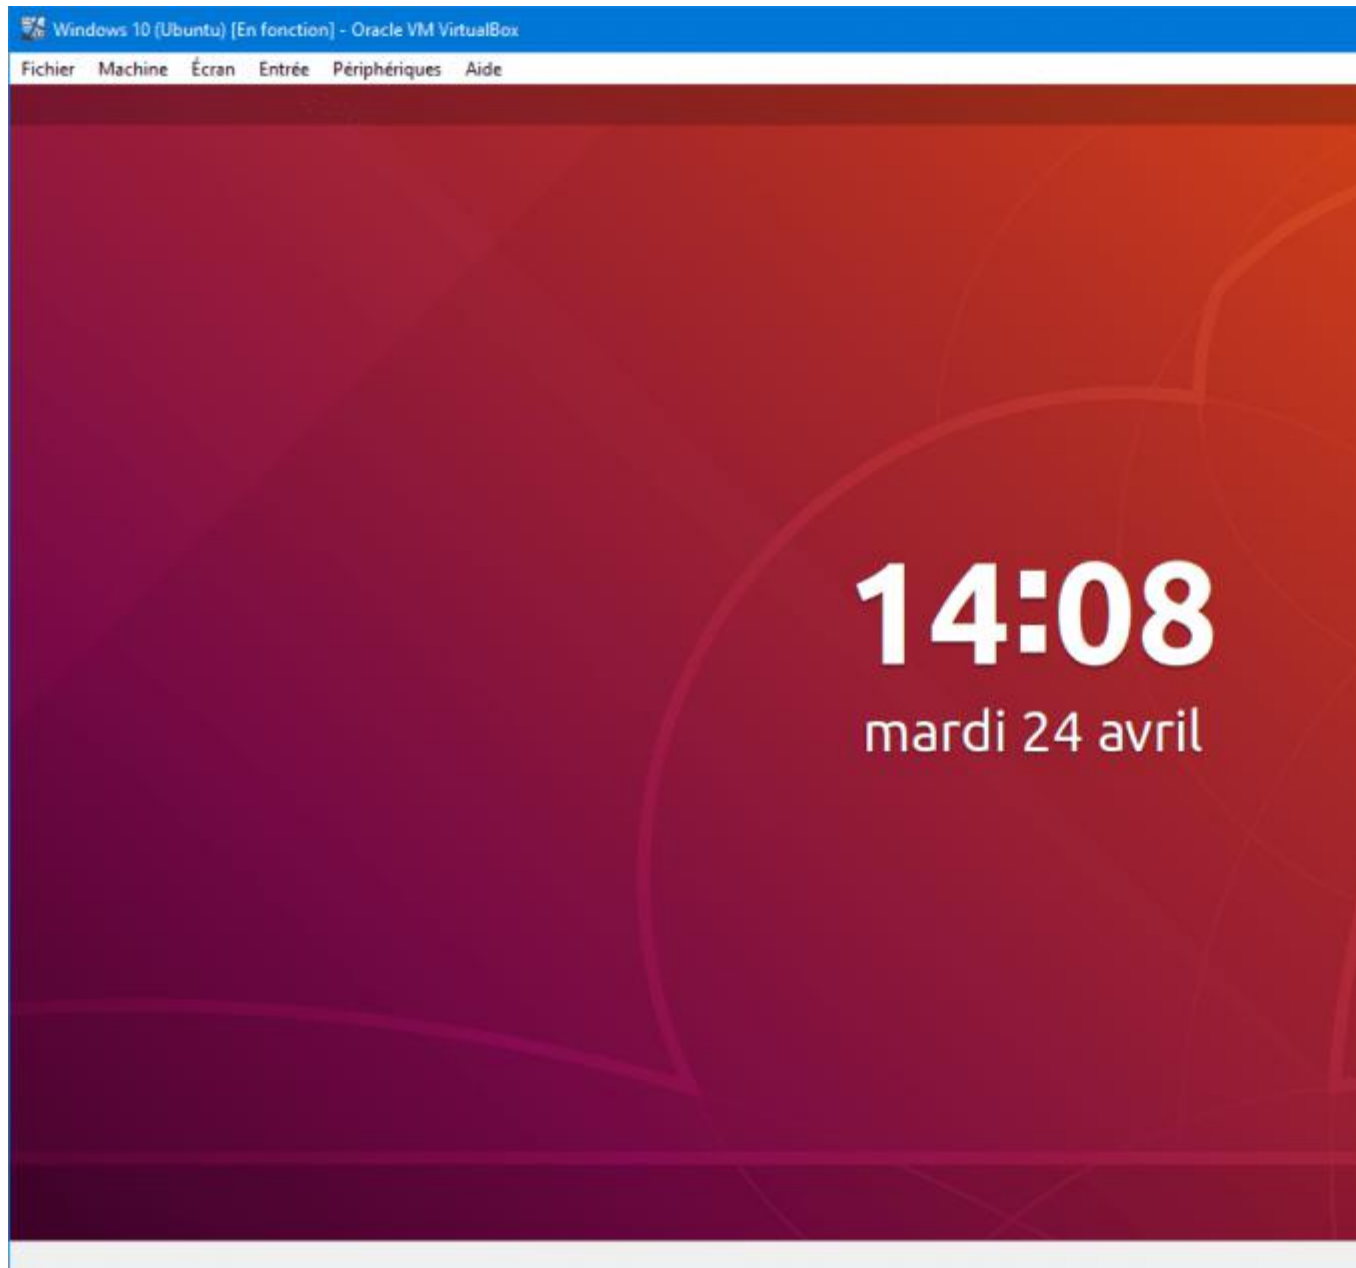 Windows 10 (Ubuntu) [En fonction] - Oracle VM VirtualBox
Fichier Machine Écran Entrée Périphériques Aide
14:08
mardi 24 avril